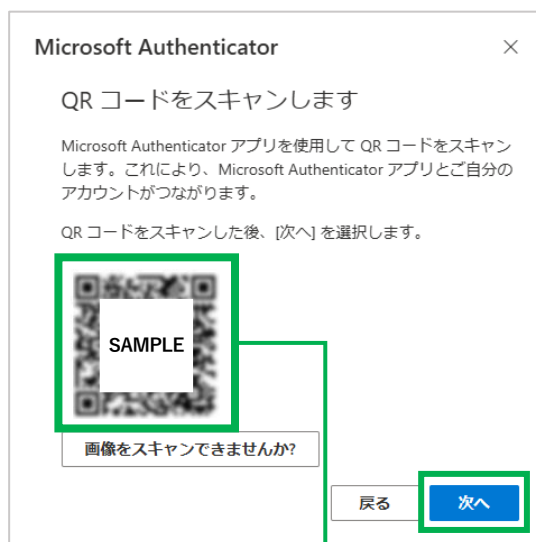 Microsoft Authenticator
QR コードをスキャンします
Microsoft Authenticator アプリを使用して QR コードをスキャン
します。これにより、Microsoft Authenticator アプリとご自分の
アカウントがつながります。
QR コードをスキャンした後、[次へ] を選択します。
SAMPLE
画像をスキャンできませんか?
戻る
次へ